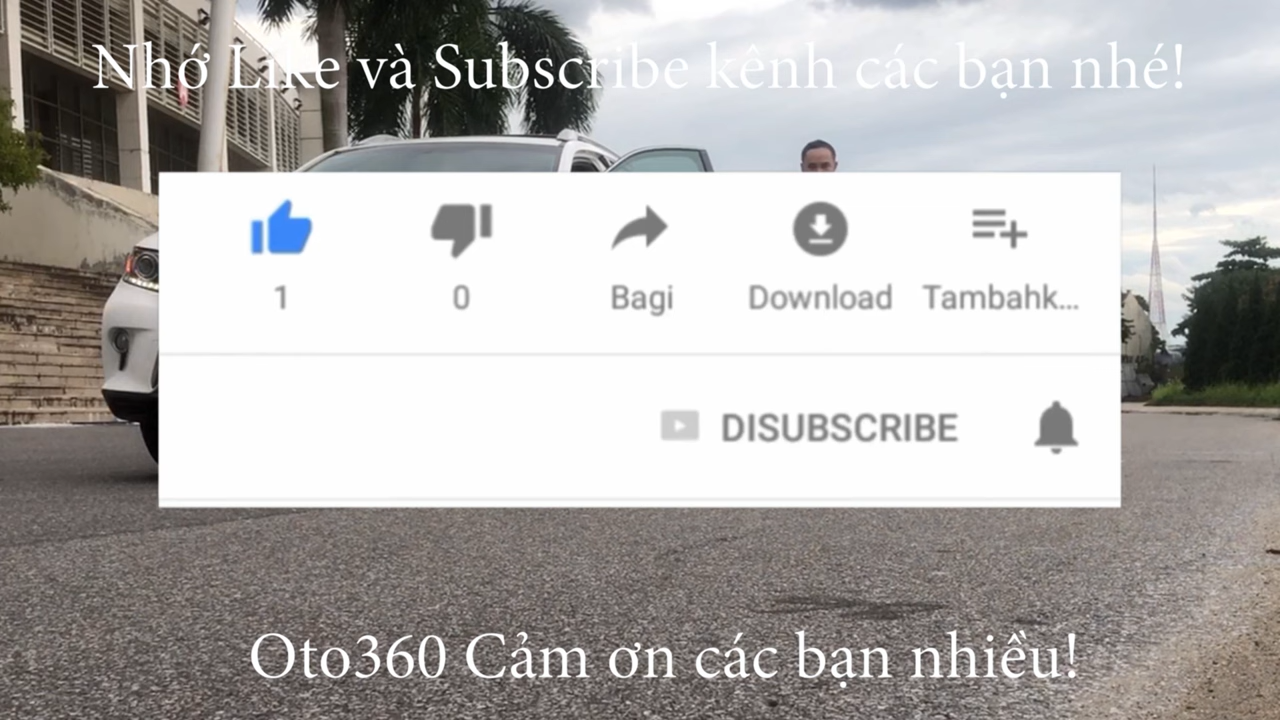 Nhớ Like và Subscribe kênh các bạn nhé!
1 0 Bagi Download Tambahk...
DISUBSCRIBE
Oto360 Cảm ơn các bạn nhiều!